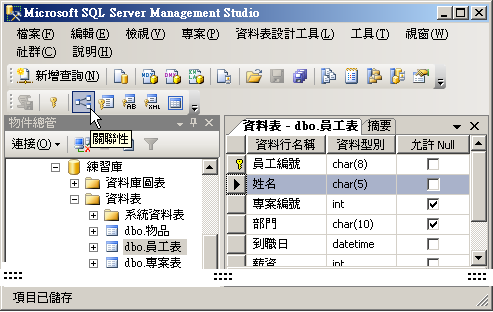 Microsoft SQL Server Management Studio
檔案(F) 編輯(E) 檢視(V) 專案(P) 資料表設計工具(L) 工具(T) 視窗(W)
社群(C) 說明(H)
新增查詢(N)
物件總管
關聯性
連接(O)
練習庫
資料庫圖表
資料表
系統資料表
dbo.物品
dbo.員工表
dbo.專案表
資料表 - dbo.員工表 摘要
資料行名稱 資料型別 允許 Null
員工編號 char(8)
姓名 char(5)
專案編號 int
部門 char(10)
到職日 datetime
薪資 int
項目已儲存